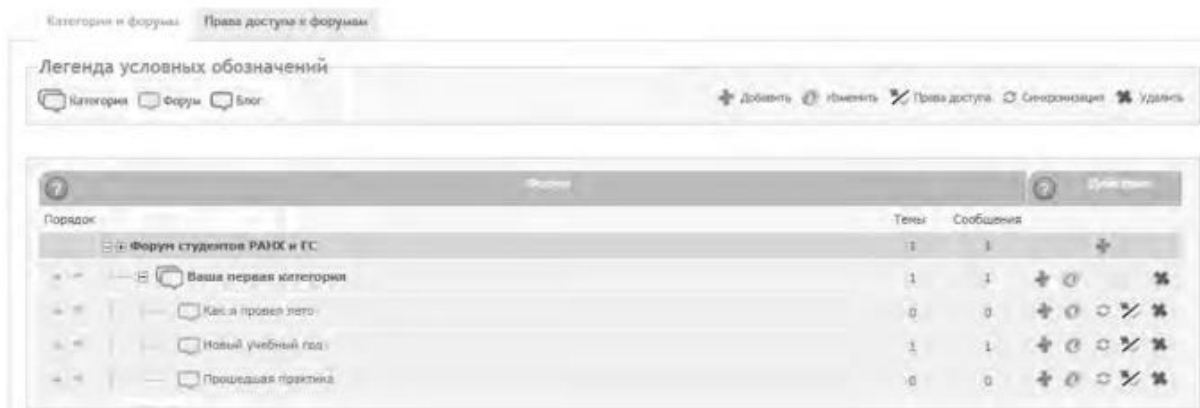 Категории и форумы Права доступа к форумам
Легенда условных обозначений
Категория Форум Блог Добавить Изменить Права доступа Синхронизация Удалить
? Форум ? Действия
Порядок Темы Сообщения
Форум студентов РАНХ и ГС 1 1
Ваша первая категория 1 1
Как я провел лето 0 0
Новый учебный год 1 1
Прошедшая практика 0 0